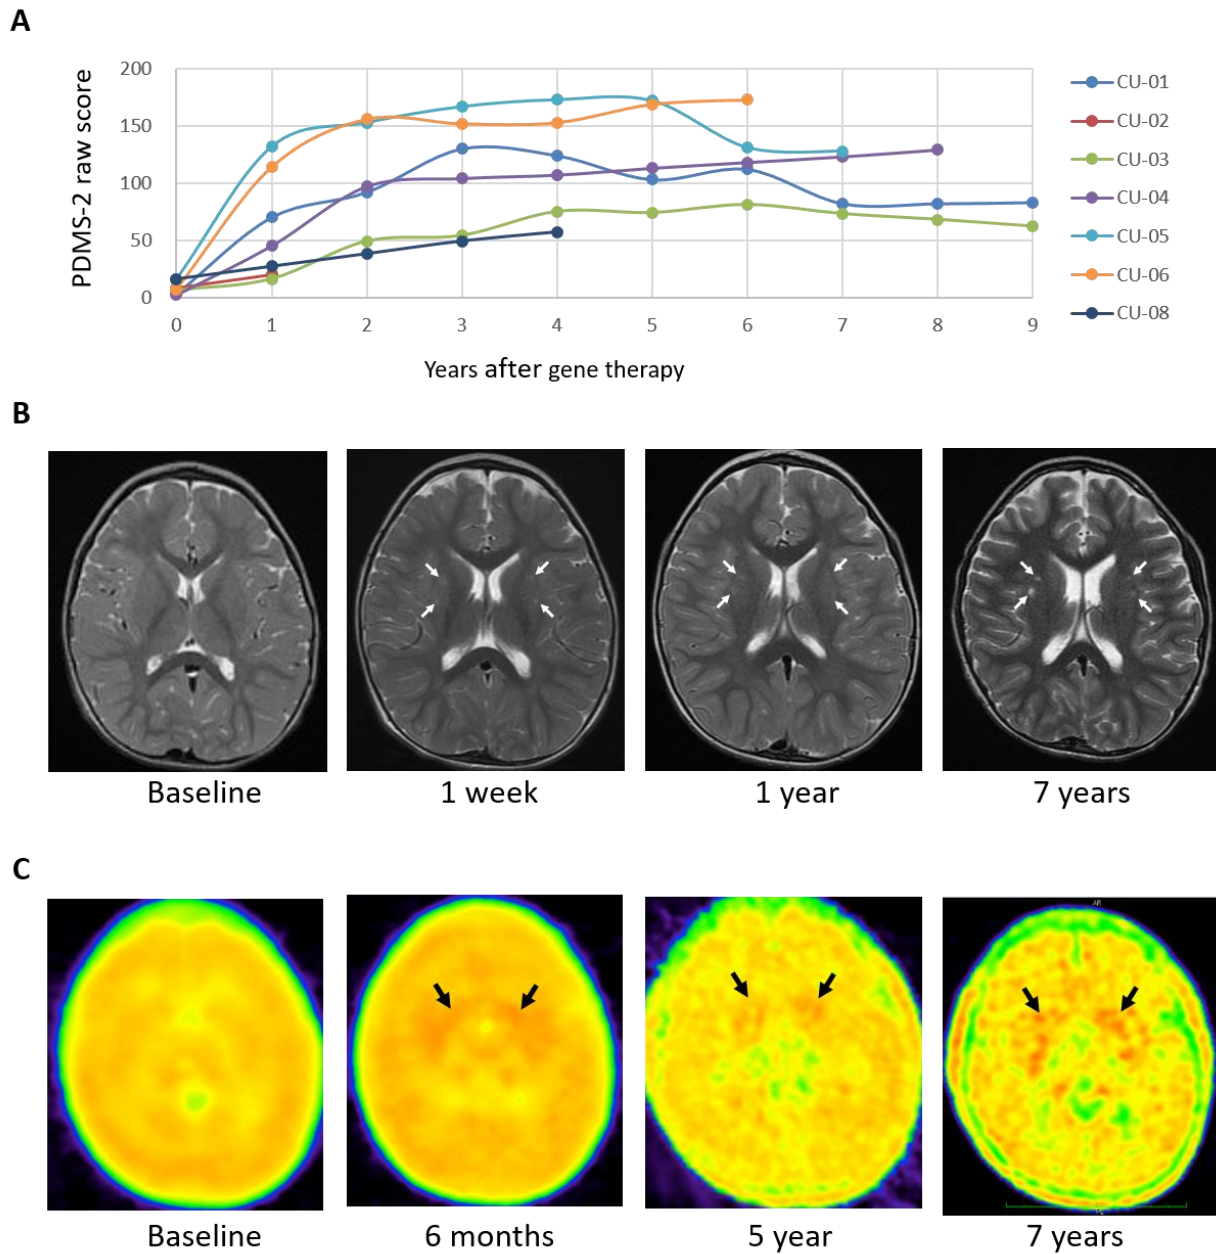 A
PDMS-2 raw score
200
150
100
50
0
0 1 2 3 4 5 6 7 8 9
Years after gene therapy
CU-01
CU-02
CU-03
CU-04
CU-05
CU-06
CU-08
B
Baseline 1 week 1 year 7 years
C
AR
Baseline 6 months 5 year 7 years